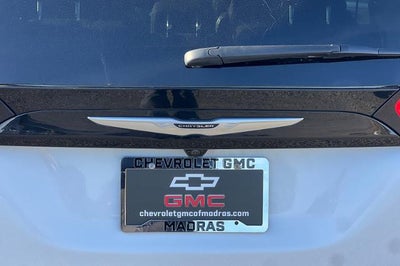 CHRYSLER
CHEVROLET GMC
GMC
chevroletgmcofmadras.com
MADRAS